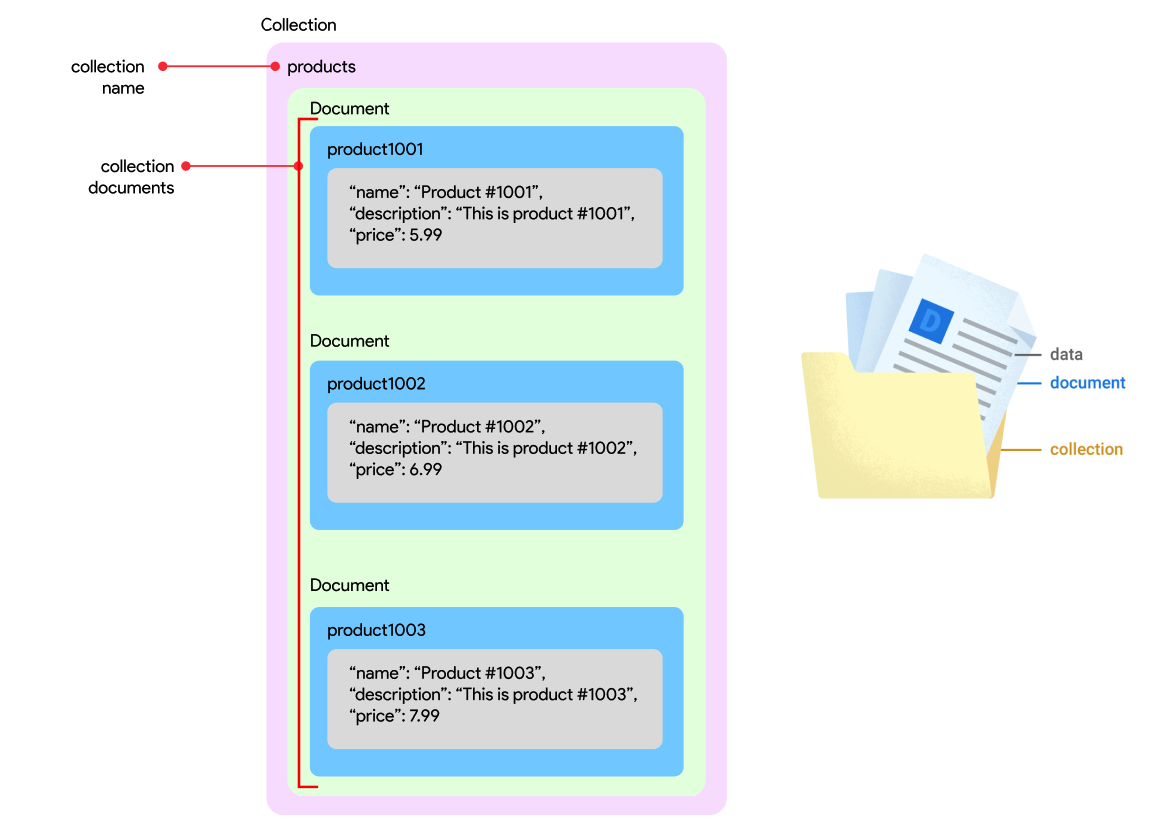 Collection
collection
name
products
Document
collection
documents
product1001
“name”: “Product #1001”,
“description”: “This is product #1001”,
“price”: 5.99
Document
product1002
“name”: “Product #1002”,
“description”: “This is product #1002”,
“price”: 6.99
Document
product1003
“name”: “Product #1003”,
“description”: “This is product #1003”,
“price”: 7.99
D
data
document
collection